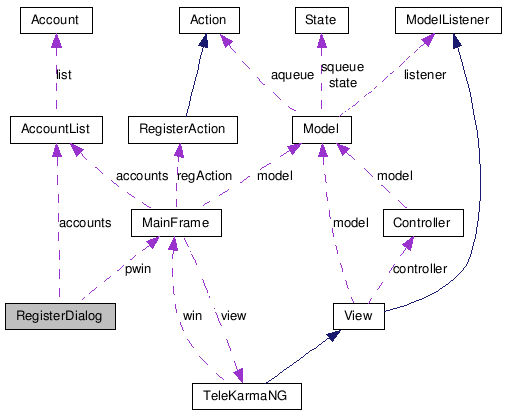 Account
Action
State
ModelListener
list
aqueue
squeue
state
listener
AccountList
RegisterAction
Model
accounts
regAction
model
model
MainFrame
Controller
accounts
pwin
model
controller
RegisterDialog
win
view
View
TeleKarmaNG